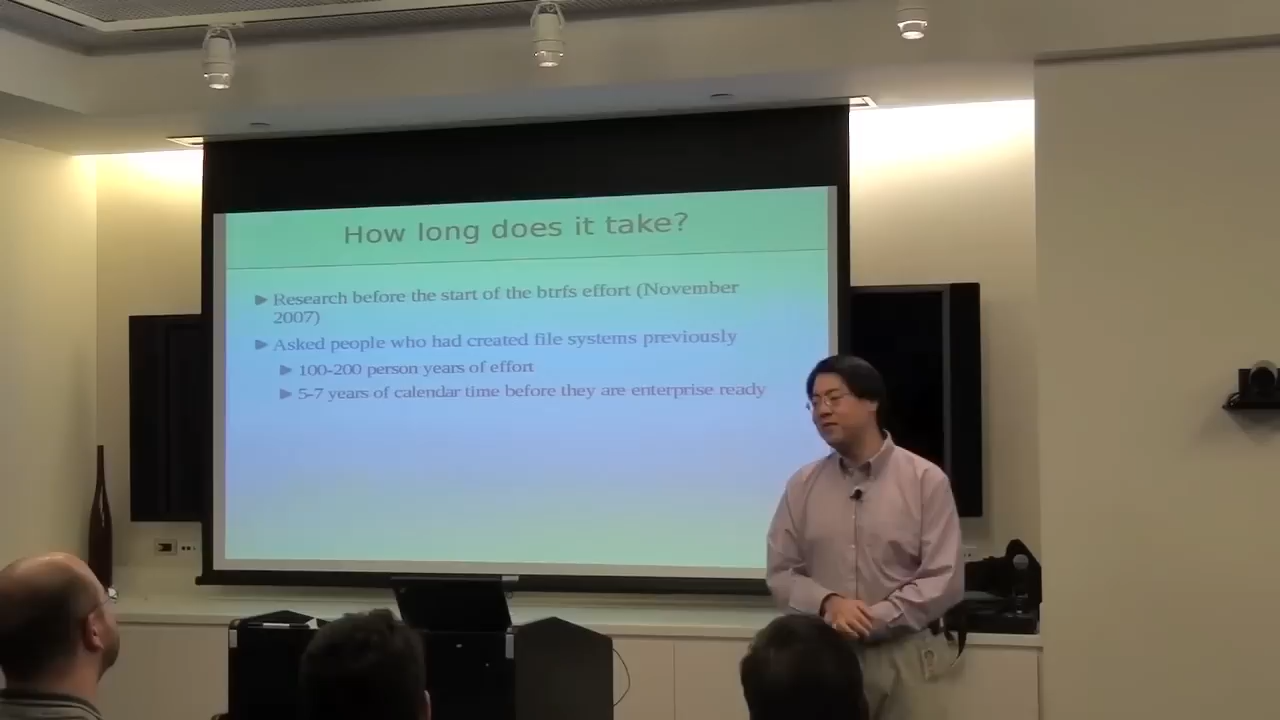 How long does it take?
Research before the start of the btrfs effort (November
2007)
Asked people who had created file systems previously
100-200 person years of effort
5-7 years of calendar time before they are enterprise ready